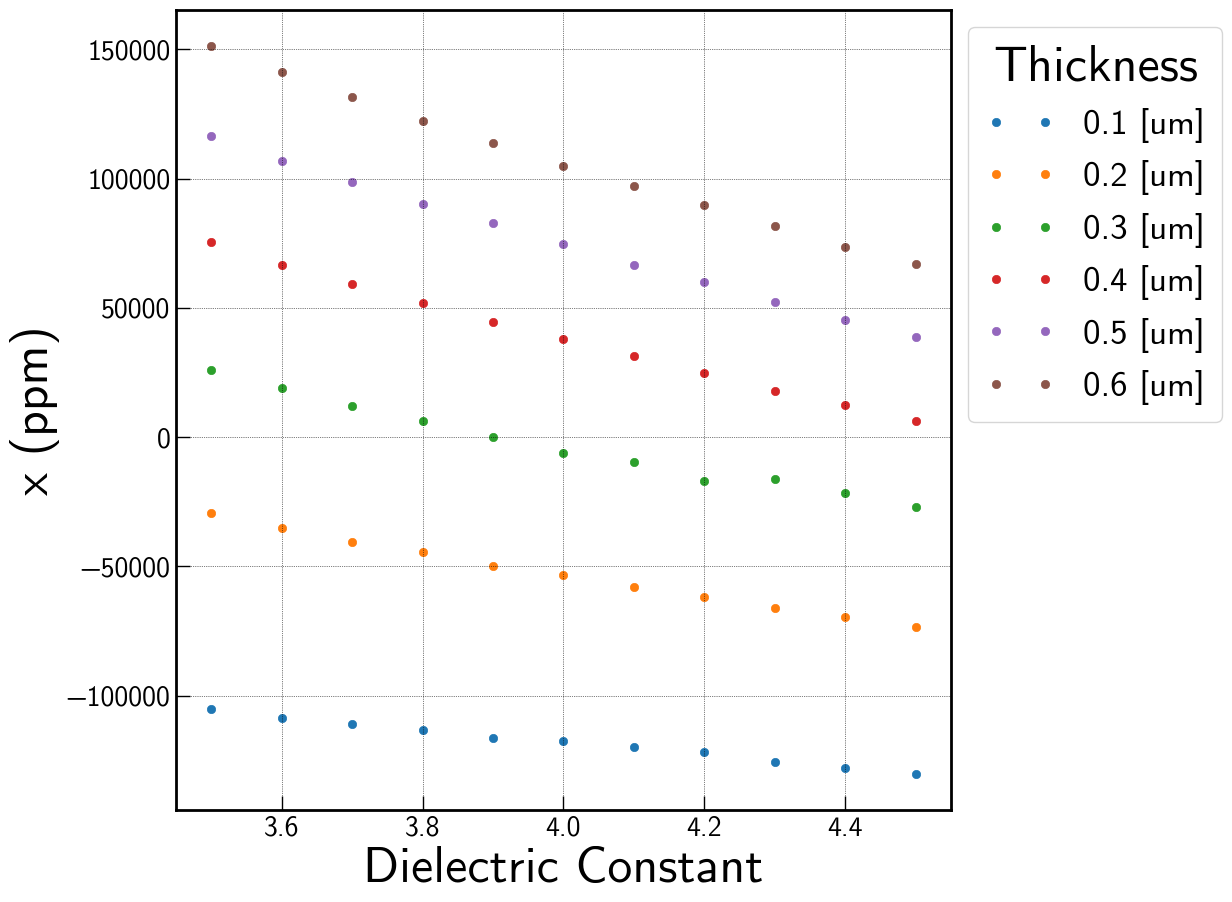 150000
100000
50000
0
−50000
−100000
x (ppm)
3.6 3.8 4.0 4.2 4.4
Dielectric Constant
Thickness
0.1 [um]
0.2 [um]
0.3 [um]
0.4 [um]
0.5 [um]
0.6 [um]